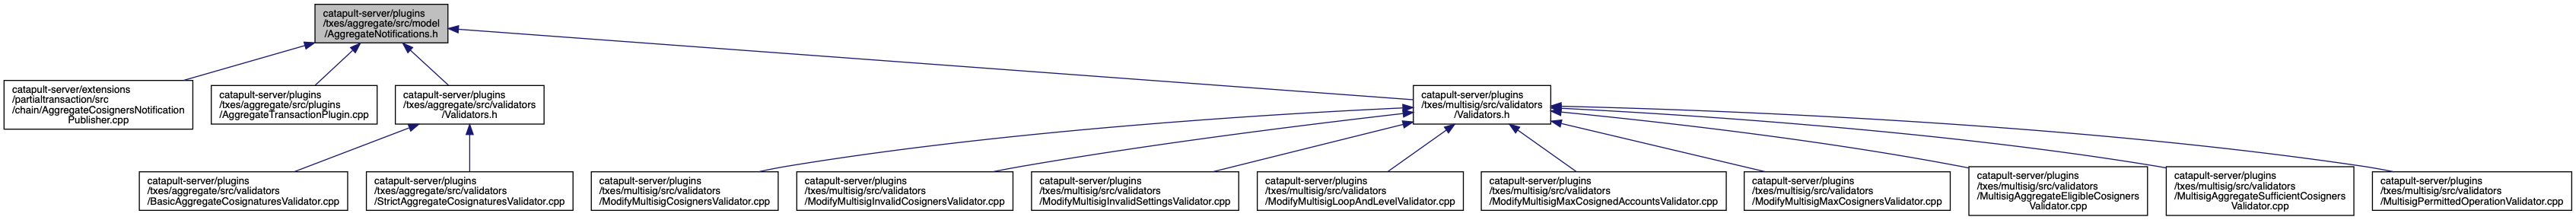 catapult-server/plugins
/txes/aggregate/src/model
/AggregateNotifications.h
catapult-server/extensions
/partialtransaction/src
/chain/AggregateCosignersNotification
Publisher.cpp
catapult-server/plugins
/txes/aggregate/src/plugins
/AggregateTransactionPlugin.cpp
catapult-server/plugins
/txes/aggregate/src/validators
/Validators.h
catapult-server/plugins
/txes/multisig/src/validators
/Validators.h
catapult-server/plugins
/txes/aggregate/src/validators
/BasicAggregateCosignaturesValidator.cpp
catapult-server/plugins
/txes/aggregate/src/validators
/StrictAggregateCosignaturesValidator.cpp
catapult-server/plugins
/txes/multisig/src/validators
/ModifyMultisigCosignersValidator.cpp
catapult-server/plugins
/txes/multisig/src/validators
/ModifyMultisigInvalidCosignersValidator.cpp
catapult-server/plugins
/txes/multisig/src/validators
/ModifyMultisigInvalidSettingsValidator.cpp
catapult-server/plugins
/txes/multisig/src/validators
/ModifyMultisigLoopAndLevelValidator.cpp
catapult-server/plugins
/txes/multisig/src/validators
/ModifyMultisigMaxCosignedAccountsValidator.cpp
catapult-server/plugins
/txes/multisig/src/validators
/ModifyMultisigMaxCosignersValidator.cpp
catapult-server/plugins
/txes/multisig/src/validators
/MultisigAggregateEligibleCosigners
Validator.cpp
catapult-server/plugins
/txes/multisig/src/validators
/MultisigAggregateSufficientCosigners
Validator.cpp
catapult-server/plugins
/txes/multisig/src/validators
/MultisigPermittedOperationValidator.cpp